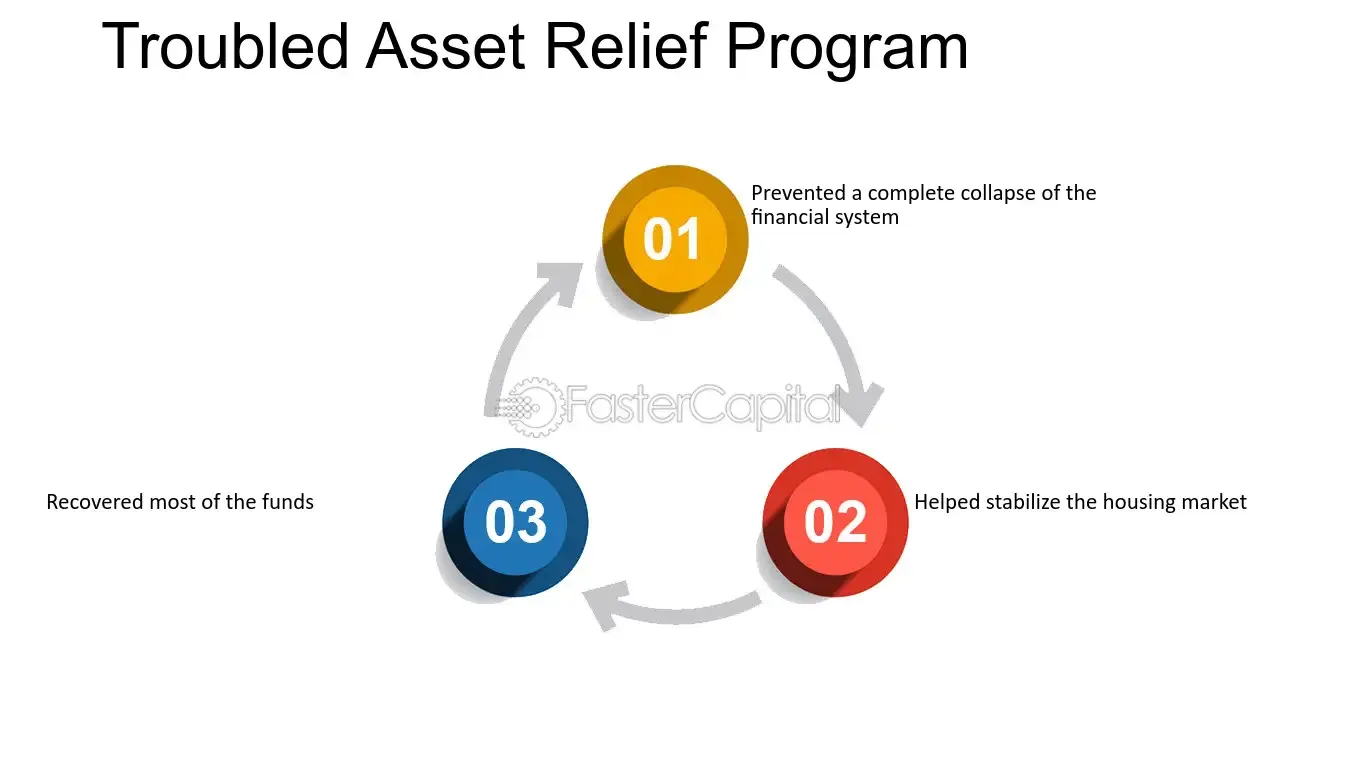 Troubled Asset Relief Program
01
Prevented a complete collapse of the
financial system
FasterCapital
Recovered most of the funds
03
02
Helped stabilize the housing market